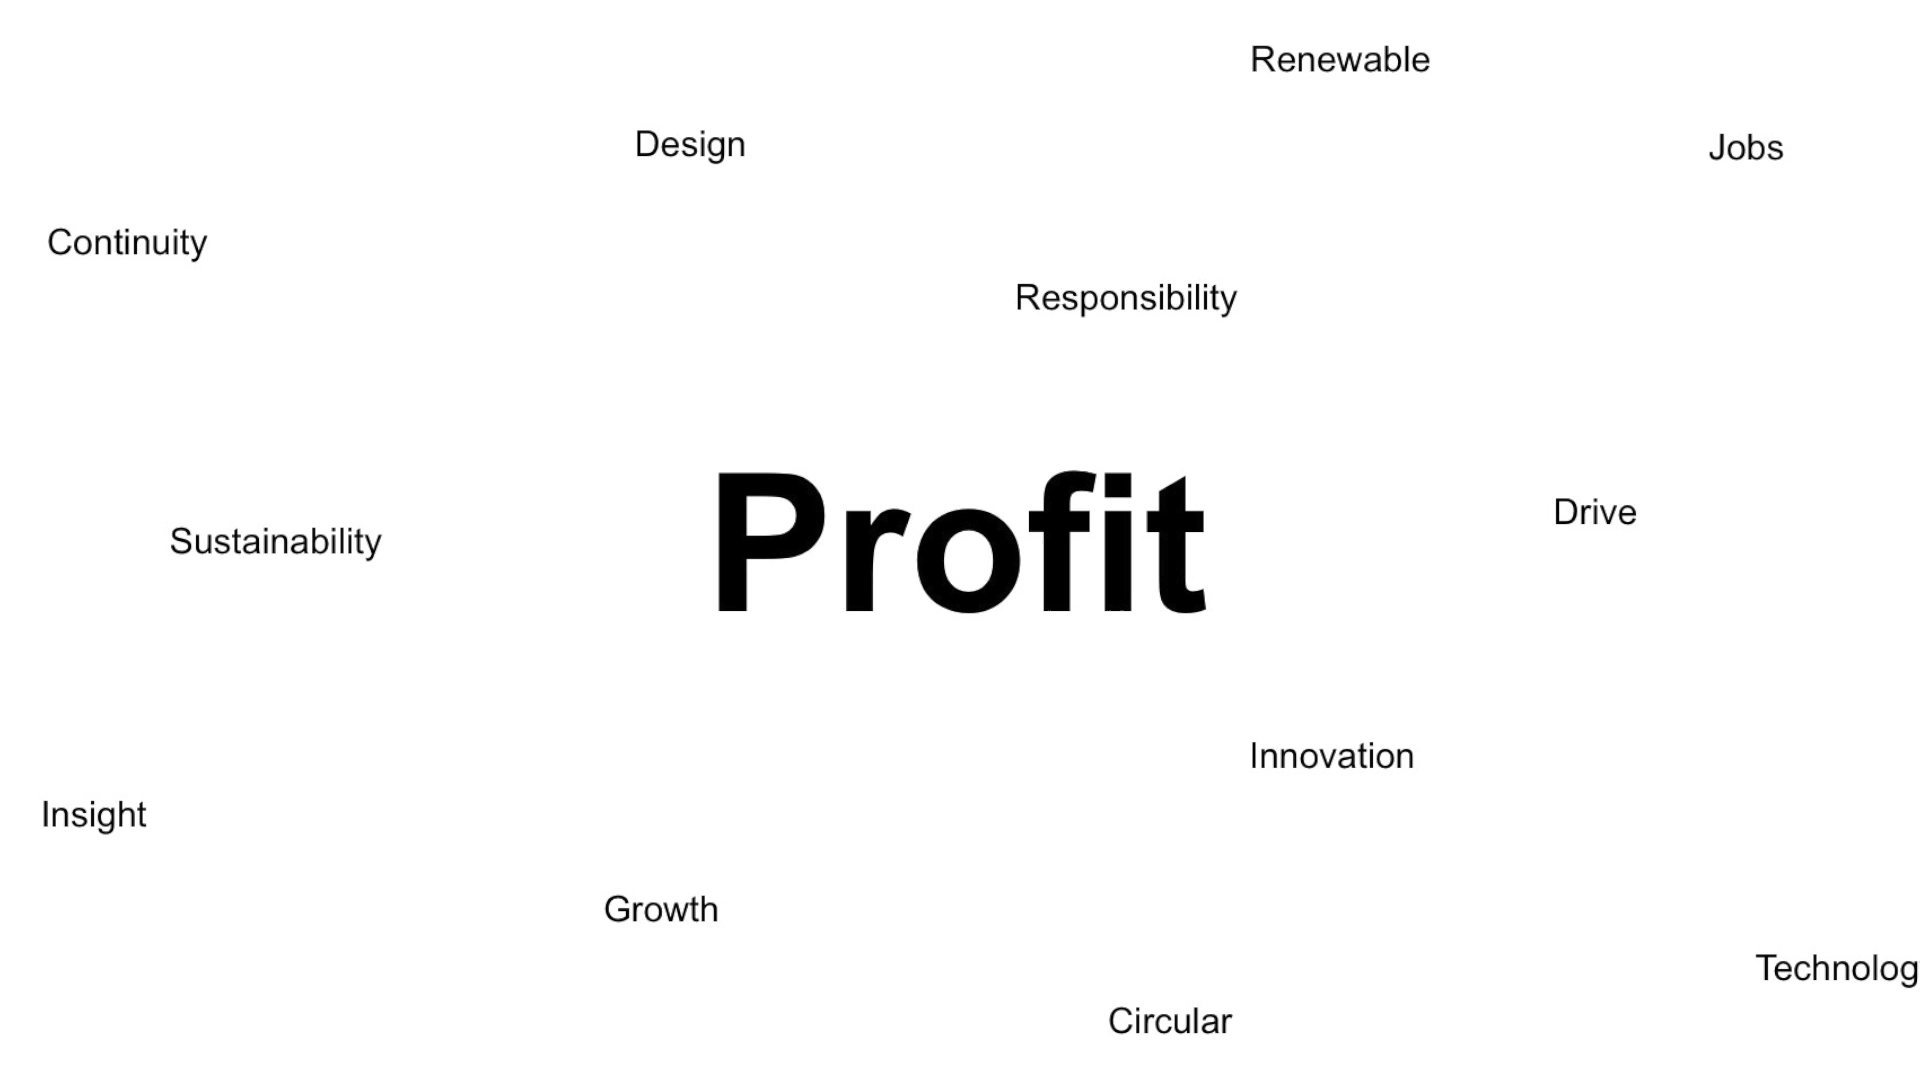 Renewable
Design
Jobs
Continuity
Responsibility
Profit
Drive
Sustainability
Innovation
Insight
Growth
Technolog
Circular